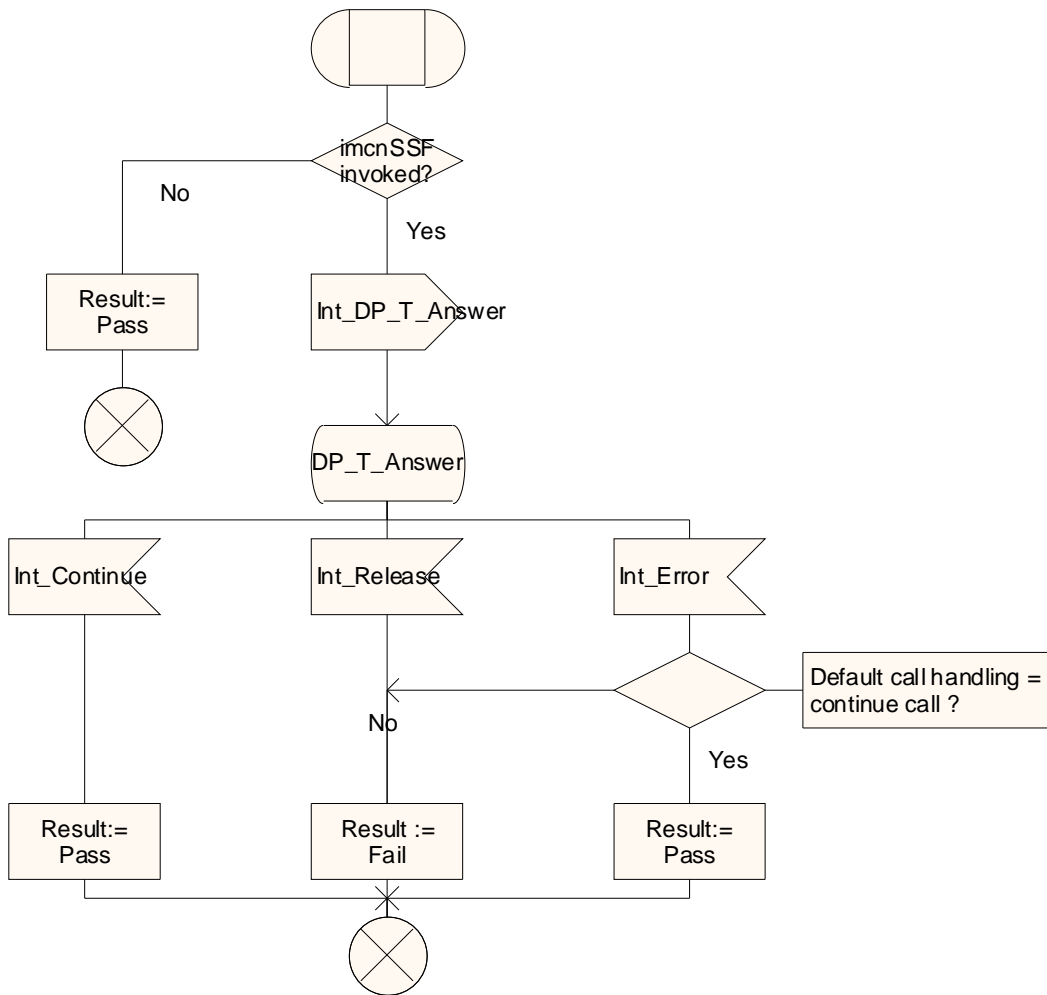 imcnSSF
invoked?
No
Yes
Result:=
Pass
Int_DP_T_Answer
DP_T_Answer
Int_Continue
Int_Release
Int_Error
Default call handling =
continue call ?
No
Yes
Result:=
Pass
Result :=
Fail
Result:=
Pass